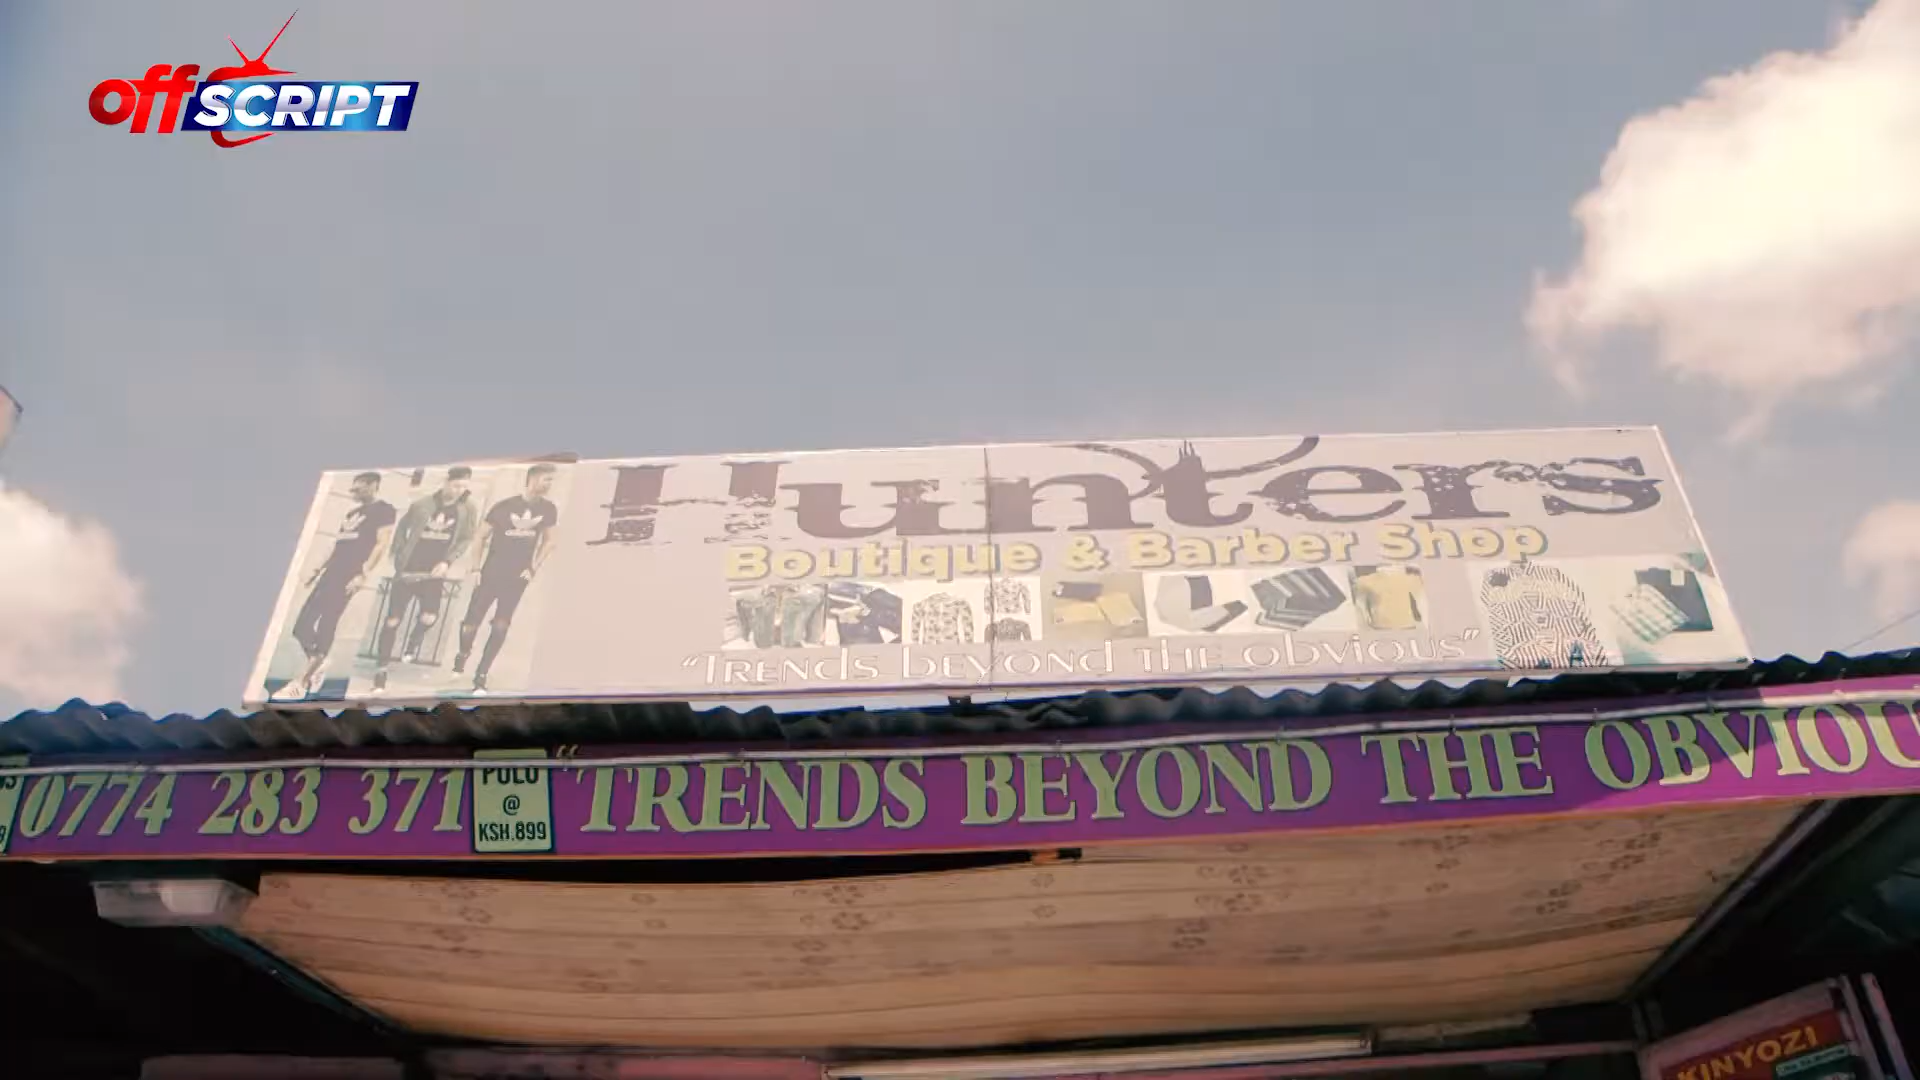 offSCRIPT
Hunters
Boutique & Barber Shop
"TRENDS BEYOND THE OBVIOUS"
0774 283 371
POLO
@
KSH.899
"TRENDS BEYOND THE OBVIOU
KINYOZI